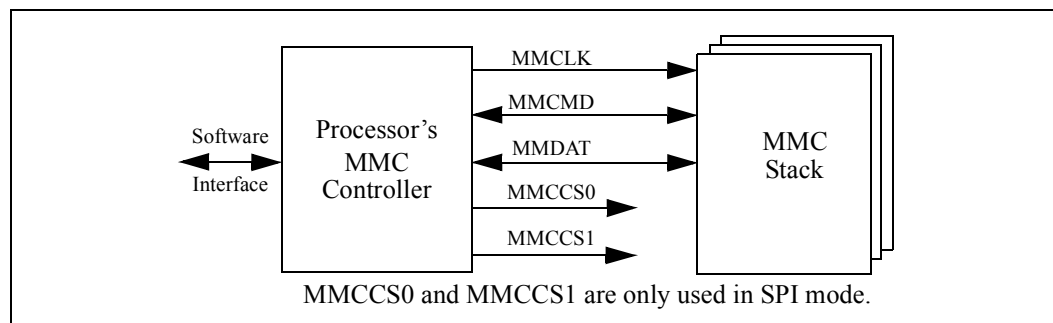 Software
Interface
Processor's
MMC
Controller
MMCLK
MMCMD
MMDAT
MMCCS0
MMCCS1
MMC
Stack
MMCCS0 and MMCCS1 are only used in SPI mode.